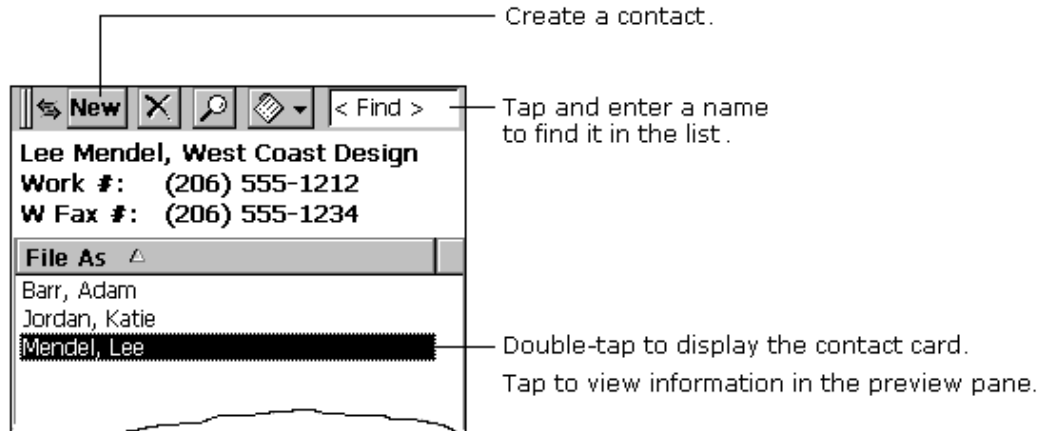 Create a contact.
New < Find >
Tap and enter a name
to find it in the list.
Lee Mendel, West Coast Design
Work #: (206) 555-1212
W Fax #: (206) 555-1234
File As
Barr, Adam
Jordan, Katie
Mendel, Lee
Double-tap to display the contact card.
Tap to view information in the preview pane.